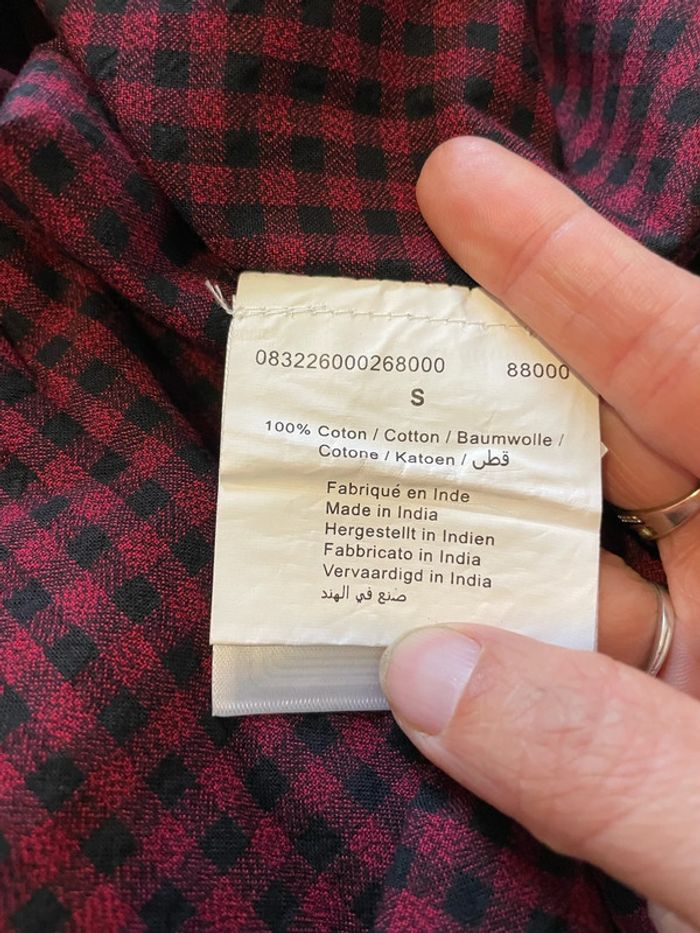 083226000268000 88000
S
100% Coton / Cotton / Baumwolle /
Cotone / Katoen / قطن
Fabriqué en Inde
Made in India
Hergestellt in Indien
Fabbricato in India
Vervaardigd in India
صنع في الهند